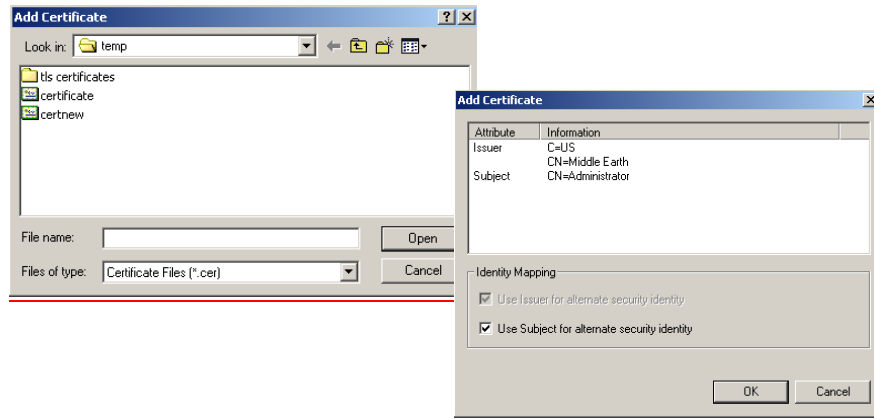 Add Certificate
Look in: temp
tls certificates
certificate
certnew
File name:
Open
Files of type: Certificate Files (*.cer)
Cancel
Add Certificate
Attribute Information
Issuer C=US
CN=Middle Earth
Subject CN=Administrator
Identity Mapping
Use Issuer for alternate security identity
Use Subject for alternate security identity
OK Cancel